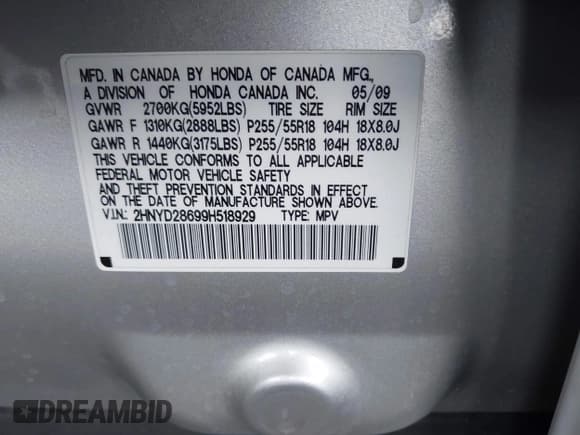 MFD. IN CANADA BY HONDA OF CANADA MFG.,
A DIVISION OF HONDA CANADA INC. 05/09
GVWR 2700KG(5952LBS) TIRE SIZE RIM SIZE
GAWR F 1310KG(2888LBS) P255/55R18 104H 18X8.0J
GAWR R 1440KG(3175LBS) P255/55R18 104H 18X8.0J
THIS VEHICLE CONFORMS TO ALL APPLICABLE
FEDERAL MOTOR VEHICLE SAFETY
AND THEFT PREVENTION STANDARDS IN EFFECT
ON THE DATE OF MANUFACTURE SHOWN ABOVE.
V.I.N.: 2HNYD28699H518929 TYPE: MPV
DREAMBID